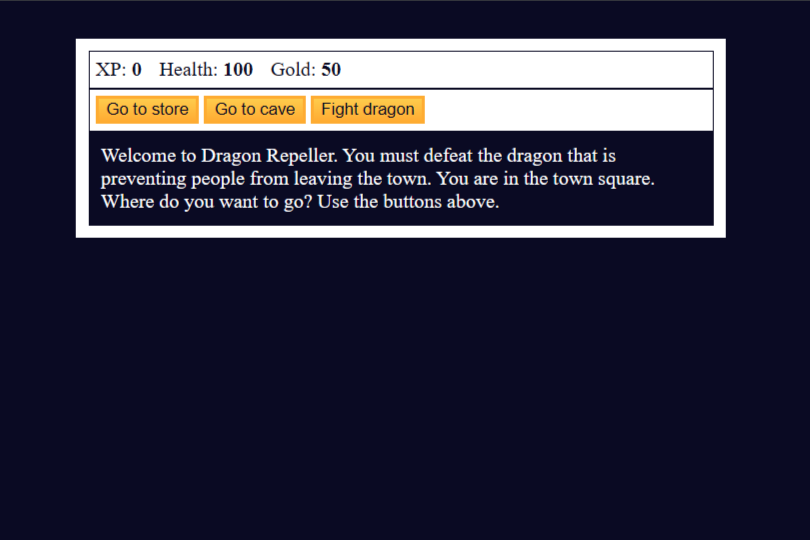 XP: 0 Health: 100 Gold: 50
Go to store Go to cave Fight dragon
Welcome to Dragon Repeller. You must defeat the dragon that is
preventing people from leaving the town. You are in the town square.
Where do you want to go? Use the buttons above.